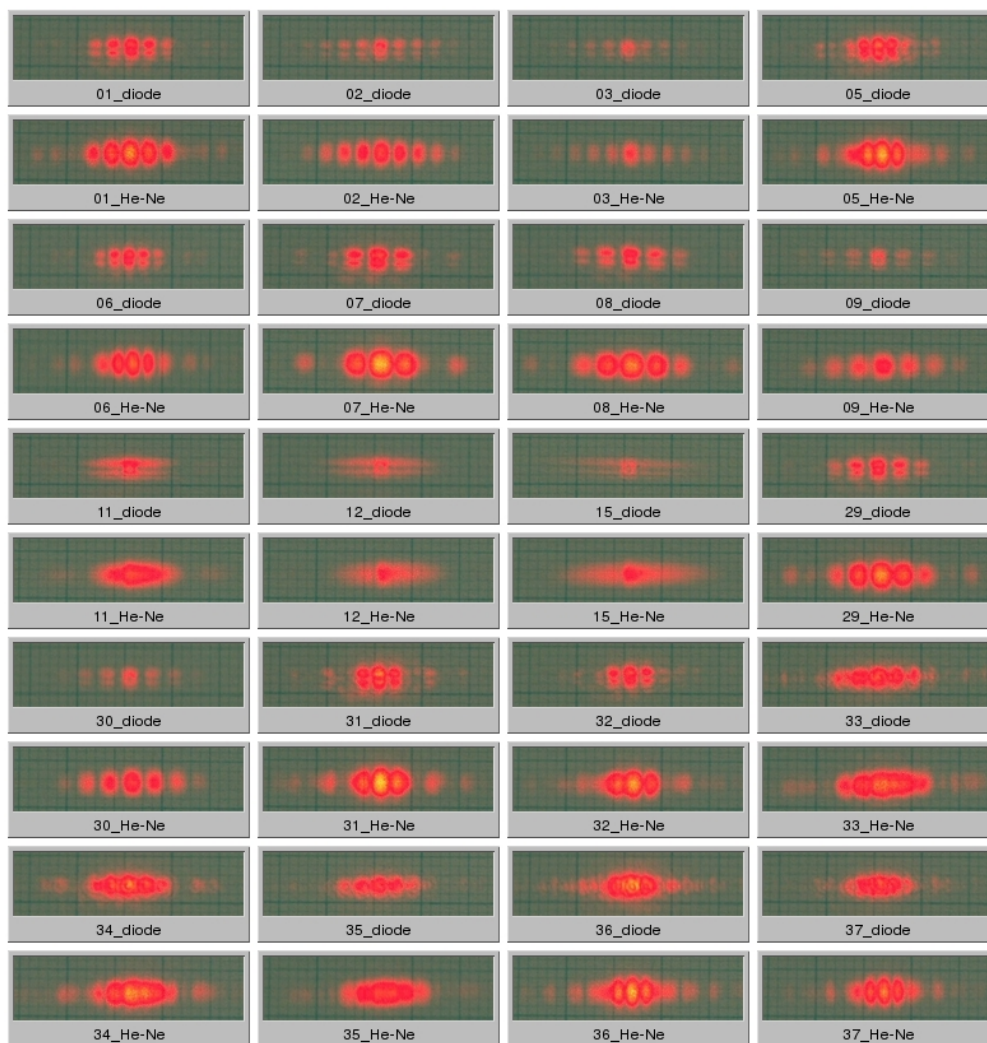 01_diode 02_diode 03_diode 05_diode
01_He-Ne 02_He-Ne 03_He-Ne 05_He-Ne
06_diode 07_diode 08_diode 09_diode
06_He-Ne 07_He-Ne 08_He-Ne 09_He-Ne
11_diode 12_diode 15_diode 29_diode
11_He-Ne 12_He-Ne 15_He-Ne 29_He-Ne
30_diode 31_diode 32_diode 33_diode
30_He-Ne 31_He-Ne 32_He-Ne 33_He-Ne
34_diode 35_diode 36_diode 37_diode
34_He-Ne 35_He-Ne 36_He-Ne 37_He-Ne